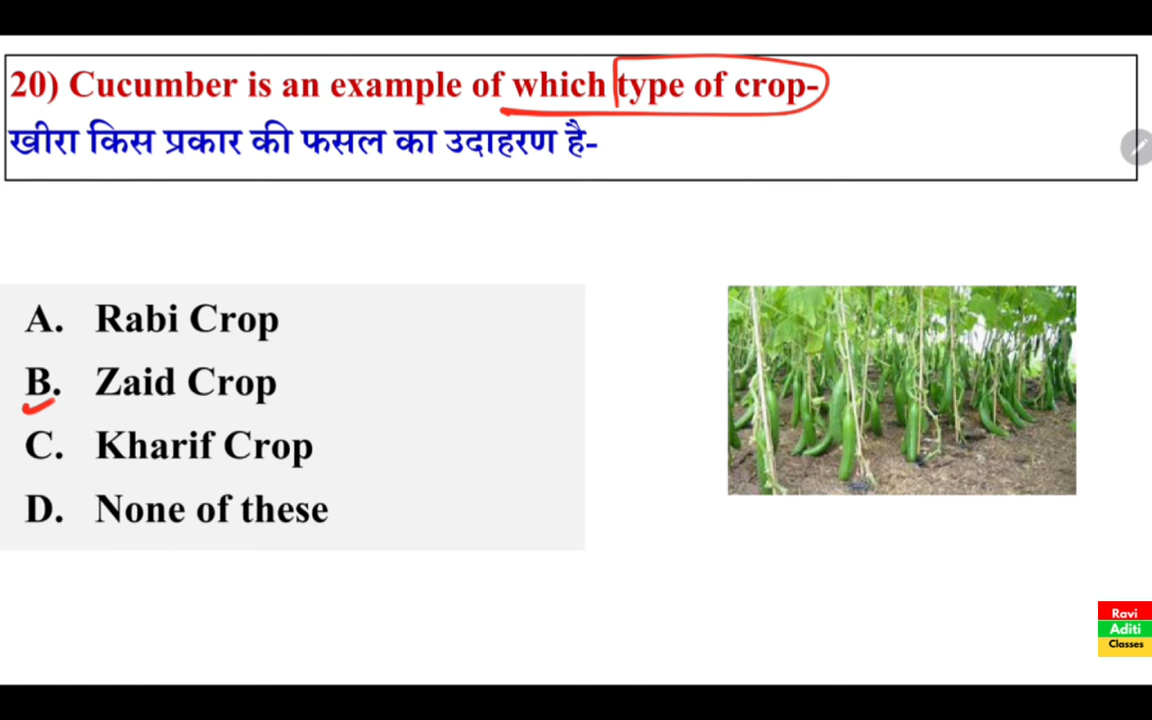 20) Cucumber is an example of which type of crop-
खीरा किस प्रकार की फसल का उदाहरण है-
A. Rabi Crop
B. Zaid Crop
C. Kharif Crop
D. None of these
Ravi
Aditi
Classes